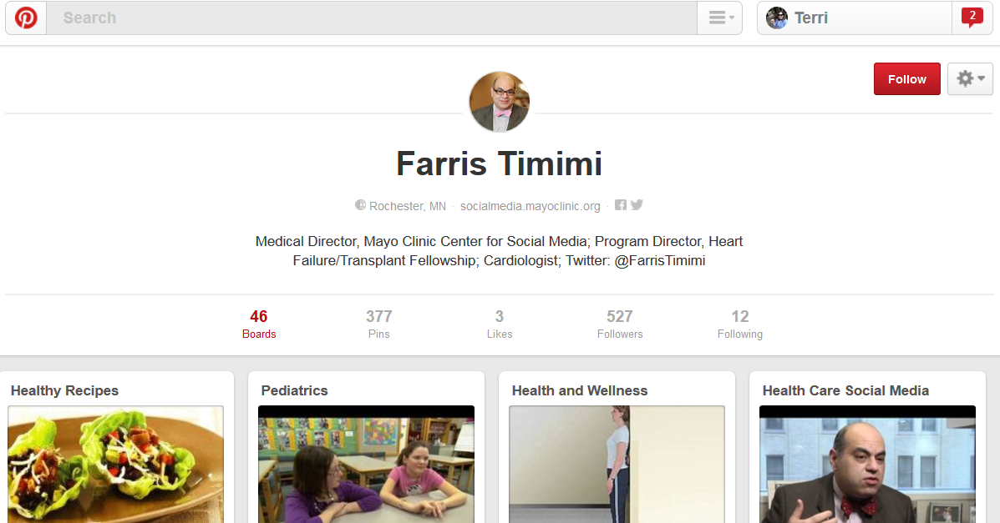 Search
Terri
2
Follow
Farris Timimi
Rochester, MN · socialmedia.mayoclinic.org ·
Medical Director, Mayo Clinic Center for Social Media; Program Director, Heart
Failure/Transplant Fellowship; Cardiologist; Twitter: @FarrisTimimi
46 377 3 527 12
Boards Pins Likes Followers Following
Healthy Recipes
Pediatrics
Health and Wellness
Health Care Social Media